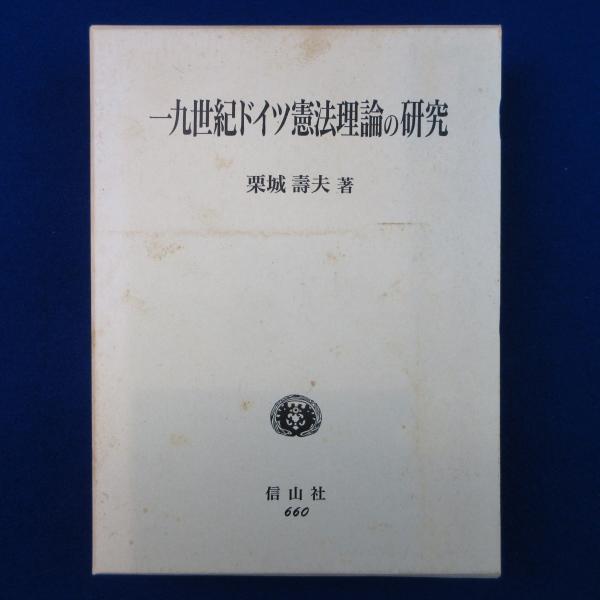 一九世紀ドイツ憲法理論の研究
栗城 壽夫 著
信山社
660